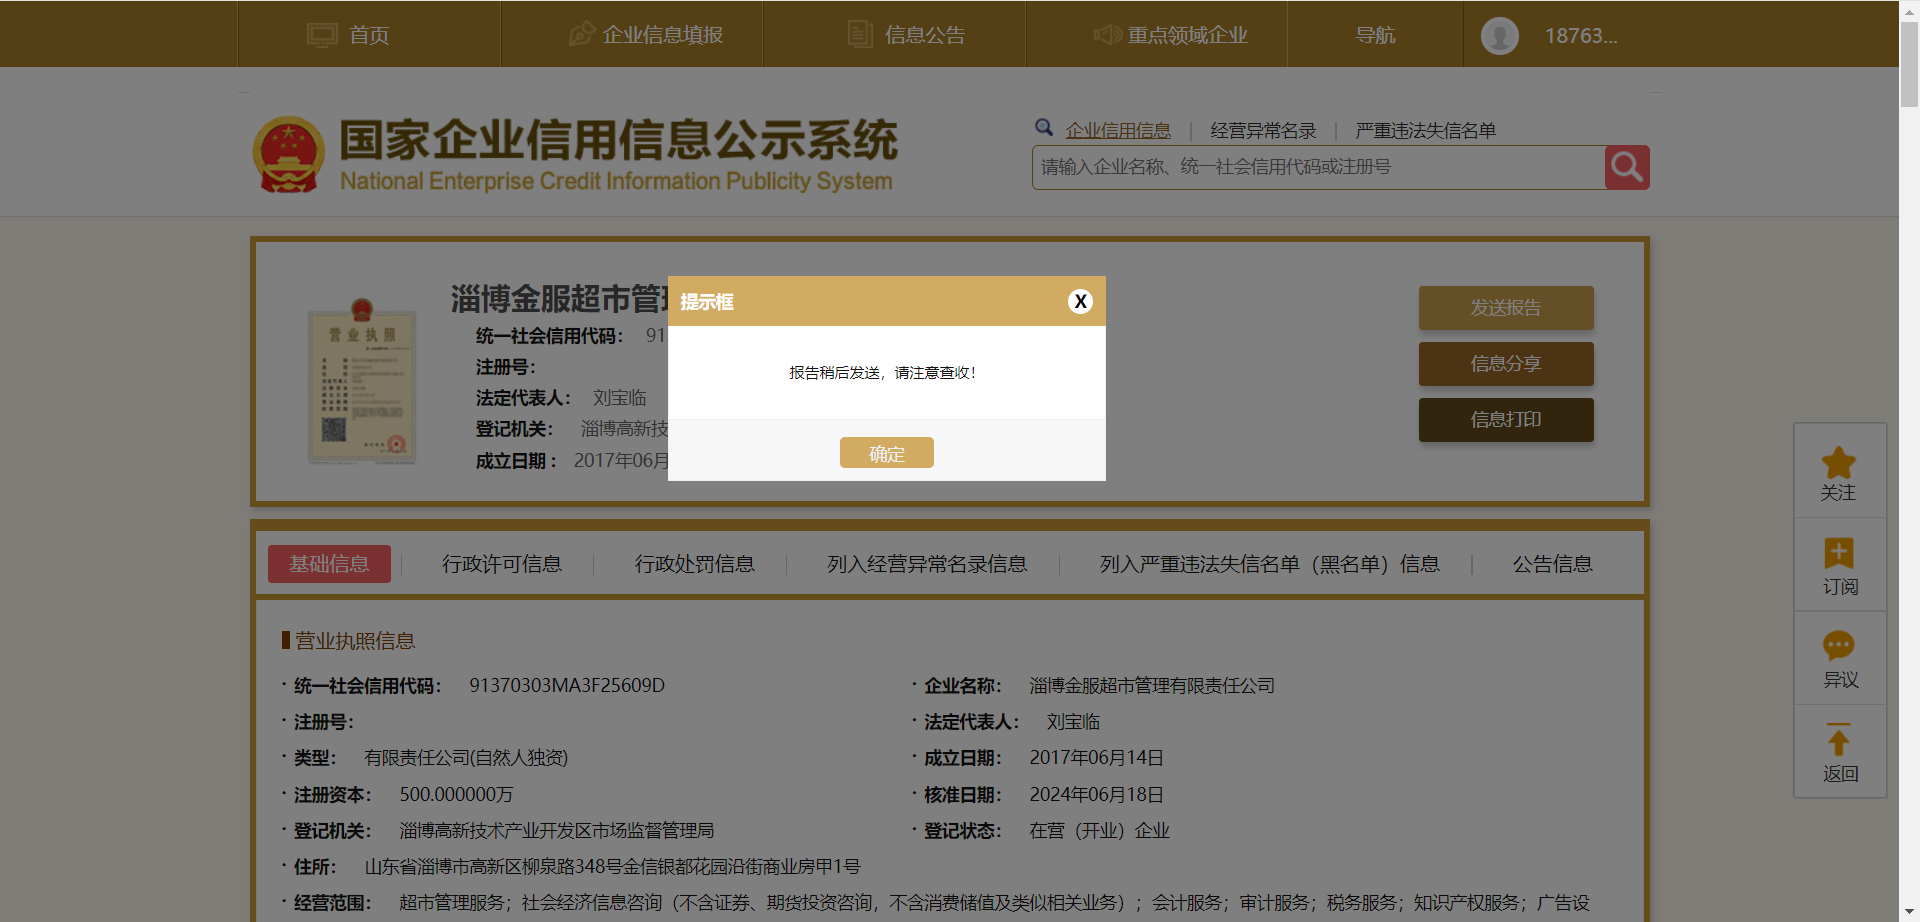 首页
企业信息填报
信息公告
重点领域企业
导航
18763...
国家企业信用信息公示系统
National Enterprise Credit Information Publicity System
企业信用信息 | 经营异常名录 | 严重违法失信名单
请输入企业名称、统一社会信用代码或注册号
营业执照
淄博金服超市管
统一社会信用代码： 91
注册号：
法定代表人： 刘宝临
登记机关： 淄博高新技
成立日期： 2017年06月
提示框
X
报告稍后发送，请注意查收！
确定
发送报告
信息分享
信息打印
关注
订阅
异议
返回
基础信息 | 行政许可信息 | 行政处罚信息 | 列入经营异常名录信息 | 列入严重违法失信名单（黑名单）信息 | 公告信息
营业执照信息
· 统一社会信用代码： 91370303MA3F25609D
· 企业名称： 淄博金服超市管理有限责任公司
· 注册号：
· 法定代表人： 刘宝临
· 类型： 有限责任公司(自然人独资)
· 成立日期： 2017年06月14日
· 注册资本： 500.000000万
· 核准日期： 2024年06月18日
· 登记机关： 淄博高新技术产业开发区市场监督管理局
· 登记状态： 在营（开业）企业
· 住所： 山东省淄博市高新区柳泉路348号金信银都花园沿街商业房甲1号
· 经营范围： 超市管理服务；社会经济信息咨询（不含证券、期货投资咨询，不含消费储值及类似相关业务）；会计服务；审计服务；税务服务；知识产权服务；广告设